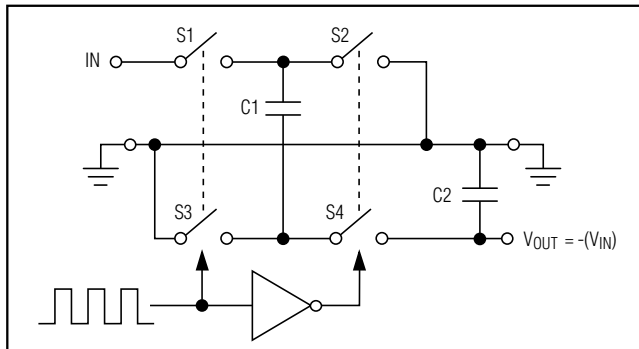 S1
S2
IN
C1
C2
S3
S4
VOUT = -(VIN)